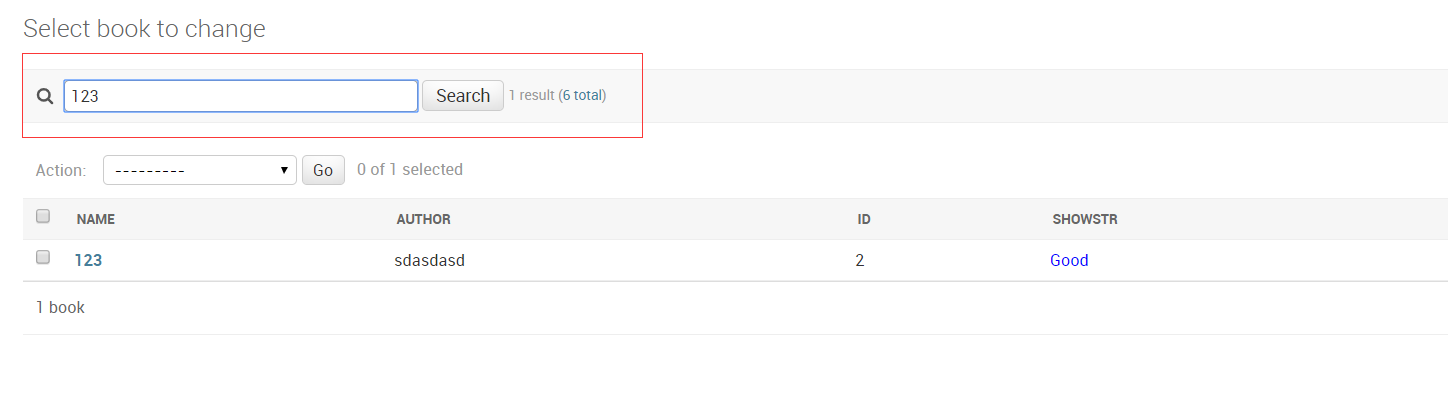 Select book to change
123 Search 1 result (6 total)
Action: --------- Go 0 of 1 selected
NAME AUTHOR ID SHOWSTR
123 sdasdasd 2 Good
1 book